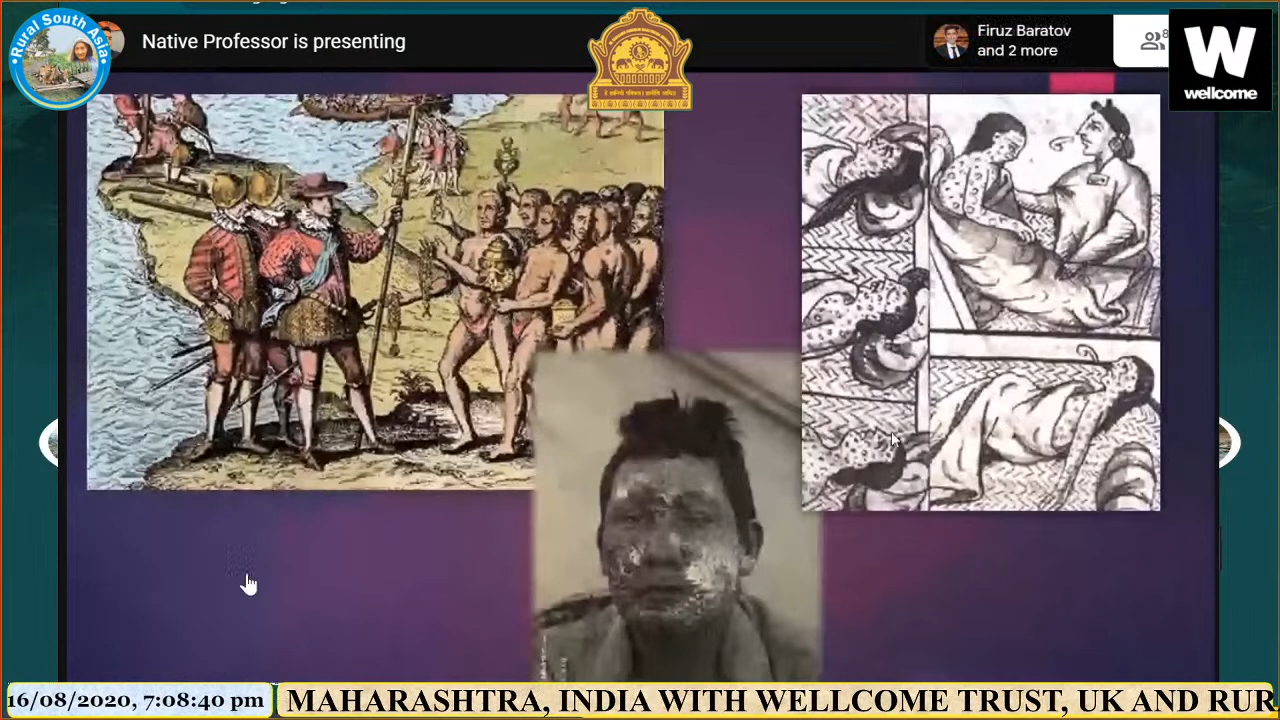 Rural South Asia
Native Professor is presenting
Firuz Baratov
and 2 more
8
W
wellcome
16/08/2020, 7:08:40 pm
MAHARASHTRA, INDIA WITH WELLCOME TRUST, UK AND RUR